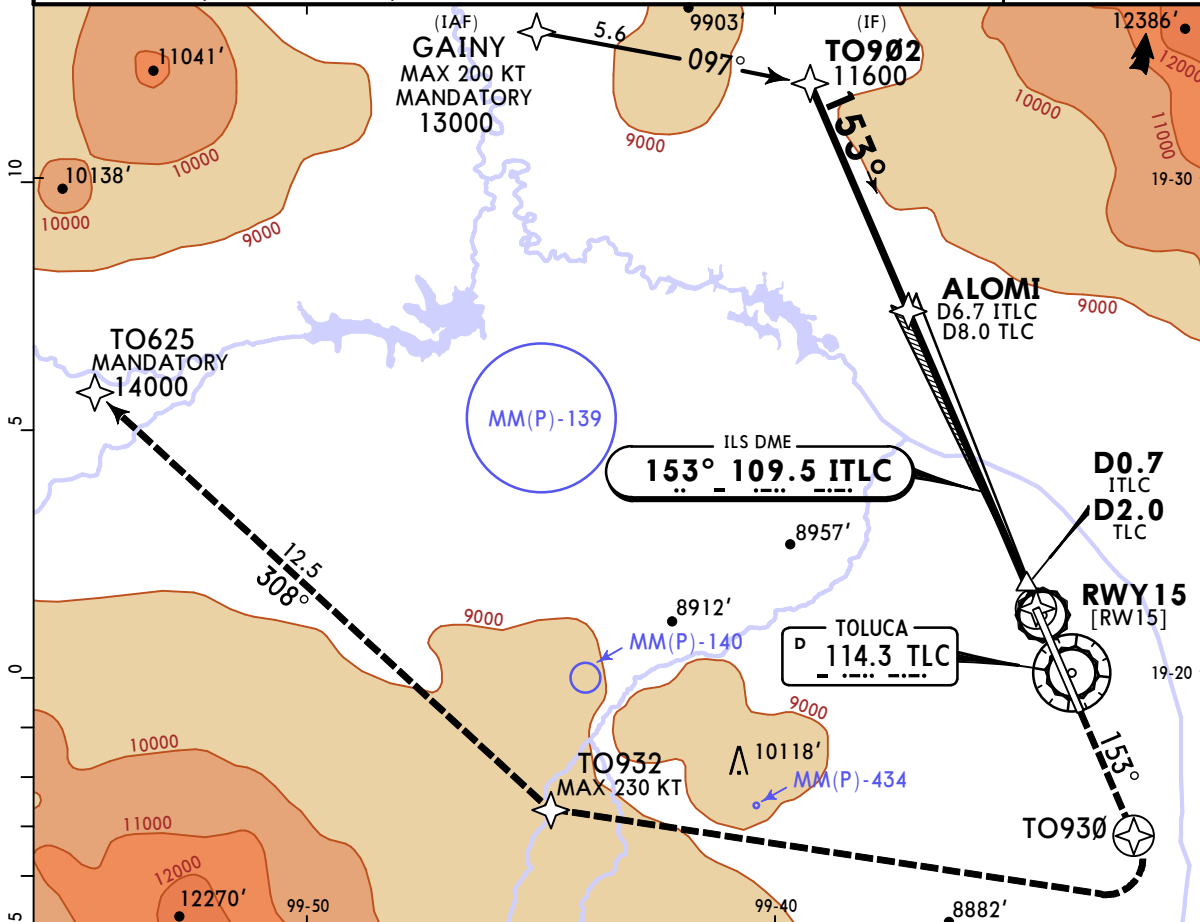 (IAF)
GAINY
MAX 200 KT
MANDATORY
13000
5.6
097°
9903'
(IF)
TO9Ø2
11600
153°
12386'
12000
11000
10000
11041'
10000
10138'
10000
9000
9000
19-30
10
9000
ALOMI
D6.7 ITLC
D8.0 TLC
TO625
MANDATORY
14000
MM(P)-139
5
ILS DME
153° 109.5 ITLC
D0.7
ITLC
D2.0
TLC
8957'
12.5
308°
8912'
9000
MM(P)-140
RWY 15
[RW15]
TOLUCA
D
114.3 TLC
0
19-20
9000
10000
TO932
MAX 230 KT
10118'
MM(P)-434
153°
TO93Ø
11000
12000
12270'
99-50
99-40
8882'
5